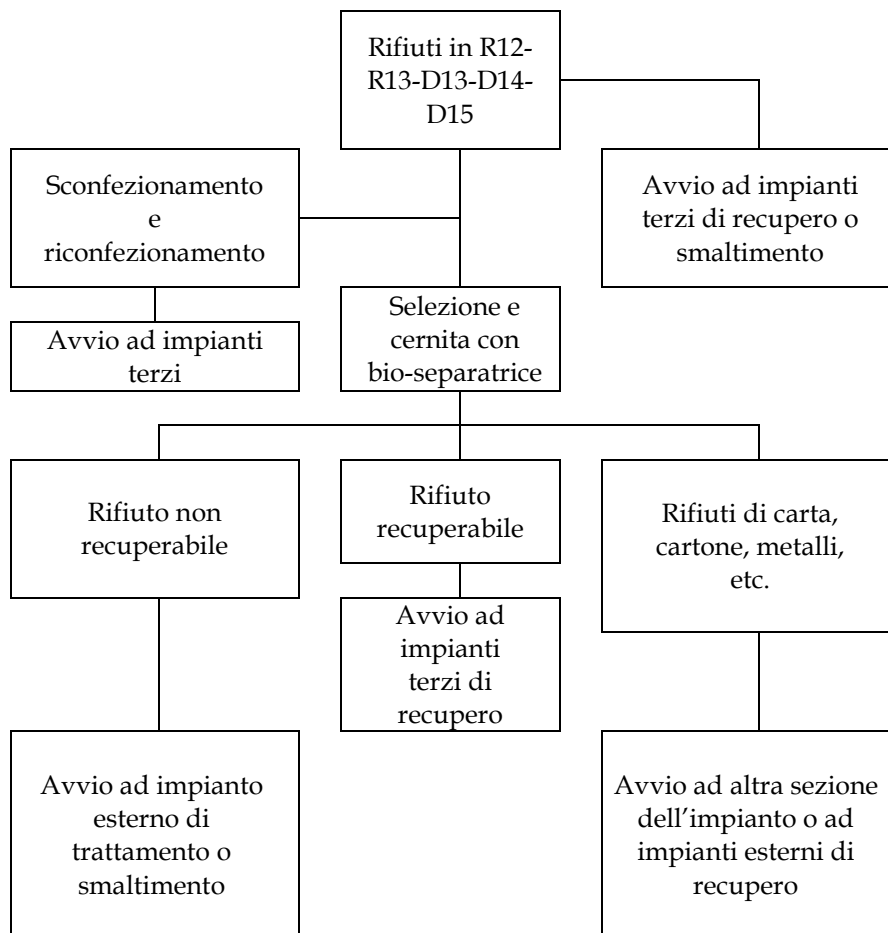 Rifiuti in R12-
R13-D13-D14-
D15
Sconfezionamento
e
riconfezionamento
Avvio ad impianti
terzi di recupero o
smaltimento
Avvio ad impianti
terzi
Selezione e
cernita con
bio-separatrice
Rifiuto non
recuperabile
Rifiuto
recuperabile
Rifiuti di carta,
cartone, metalli,
etc.
Avvio ad
impianti
terzi di
recupero
Avvio ad impianto
esterno di
trattamento o
smaltimento
Avvio ad altra sezione
dell’impianto o ad
impianti esterni di
recupero